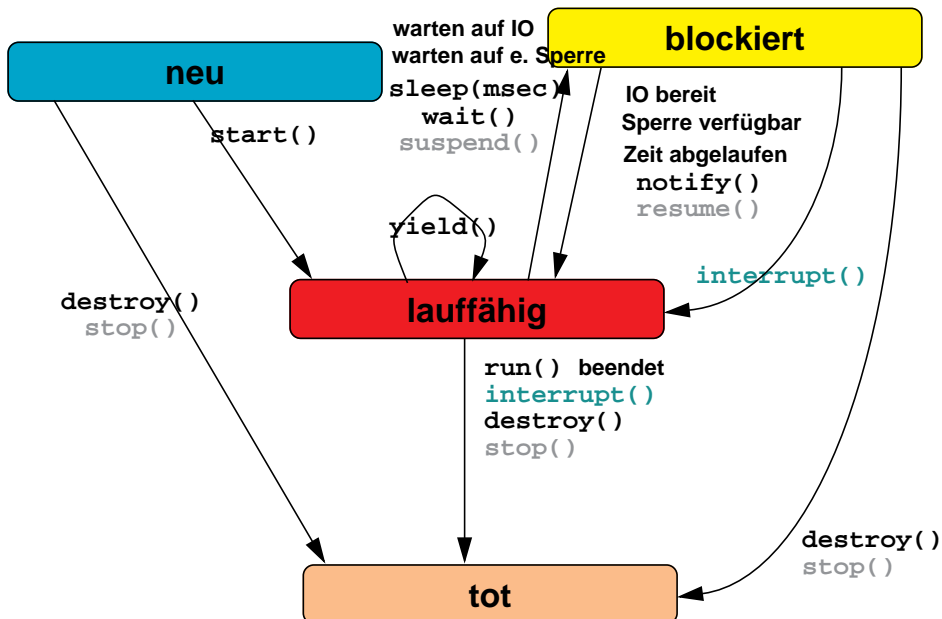 warten auf IO
warten auf e. Sperre
sleep(msec)
wait()
suspend()
blockiert
neu
IO bereit
Sperre verfügbar
Zeit abgelaufen
notify()
resume()
start()
yield()
interrupt()
destroy()
stop()
lauffähig
run() beendet
interrupt()
destroy()
stop()
destroy()
stop()
tot